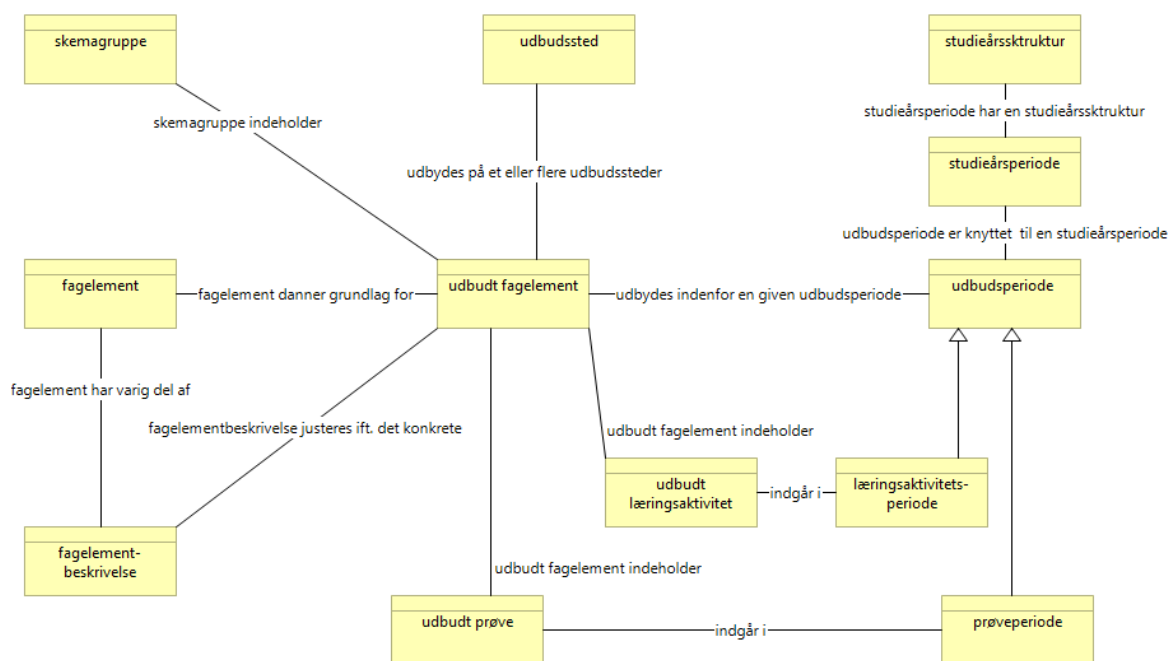 skemagruppe
udbudssted
studieårssktruktur
skemagruppe indeholder
studieårsperiode har en studieårssktruktur
udbydes på et eller flere udbudssteder
studieårsperiode
udbudsperiode er knyttet  til en studieårsperiode
fagelement
fagelement danner grundlag for
udbudt fagelement
udbydes indenfor en given udbudsperiode
udbudsperiode
fagelement har varig del af
fagelementbeskrivelse justeres ift. det konkrete
udbudt fagelement indeholder
udbudt
læringsaktivitet
indgår i
læringsaktivitets-
periode
fagelement-
beskrivelse
udbudt fagelement indeholder
udbudt prøve
indgår i
prøveperiode